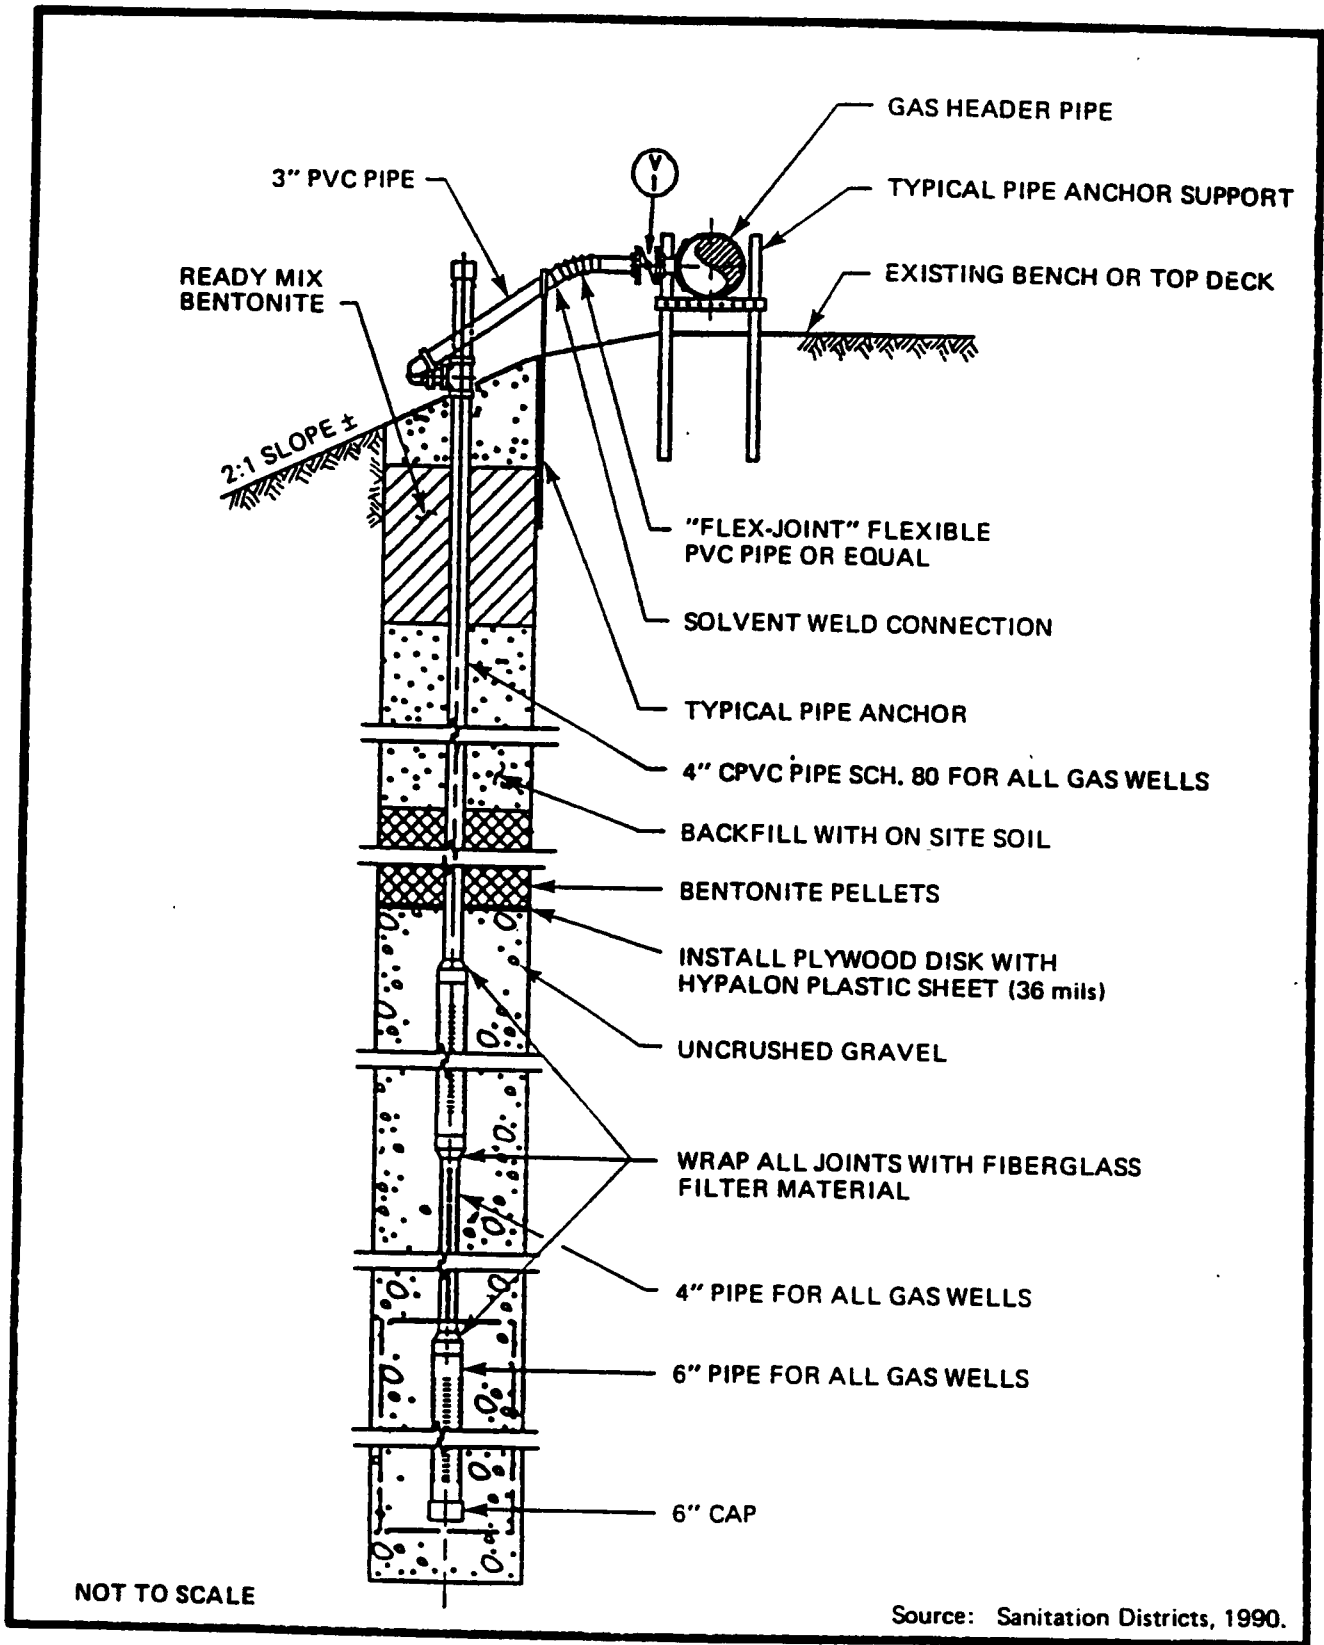 GAS HEADER PIPE
V
3" PVC PIPE
TYPICAL PIPE ANCHOR SUPPORT
READY MIX
BENTONITE
EXISTING BENCH OR TOP DECK
2:1 SLOPE ±
"FLEX-JOINT" FLEXIBLE
PVC PIPE OR EQUAL
SOLVENT WELD CONNECTION
TYPICAL PIPE ANCHOR
4" CPVC PIPE SCH. 80 FOR ALL GAS WELLS
BACKFILL WITH ON SITE SOIL
BENTONITE PELLETS
INSTALL PLYWOOD DISK WITH
HYPALON PLASTIC SHEET (36 mils)
UNCRUSHED GRAVEL
WRAP ALL JOINTS WITH FIBERGLASS
FILTER MATERIAL
4" PIPE FOR ALL GAS WELLS
6" PIPE FOR ALL GAS WELLS
6" CAP
NOT TO SCALE
Source: Sanitation Districts, 1990.